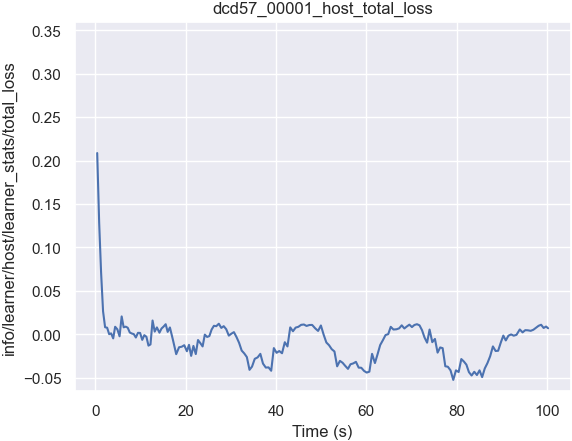 dcd57_00001_host_total_loss
info/learner/host/learner_stats/total_loss
0.35
0.30
0.25
0.20
0.15
0.10
0.05
0.00
−0.05
0 20 40 60 80 100
Time (s)